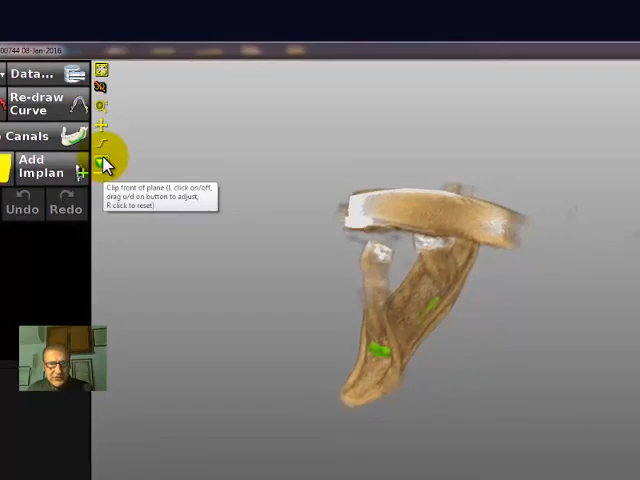 00744 08-Jan-2016
Data...
Re-draw
Curve
Canals
Add
Implan
Undo
Redo
3D
Clip front of plane (L click on/off,
drag u/d on button to adjust,
R click to reset)